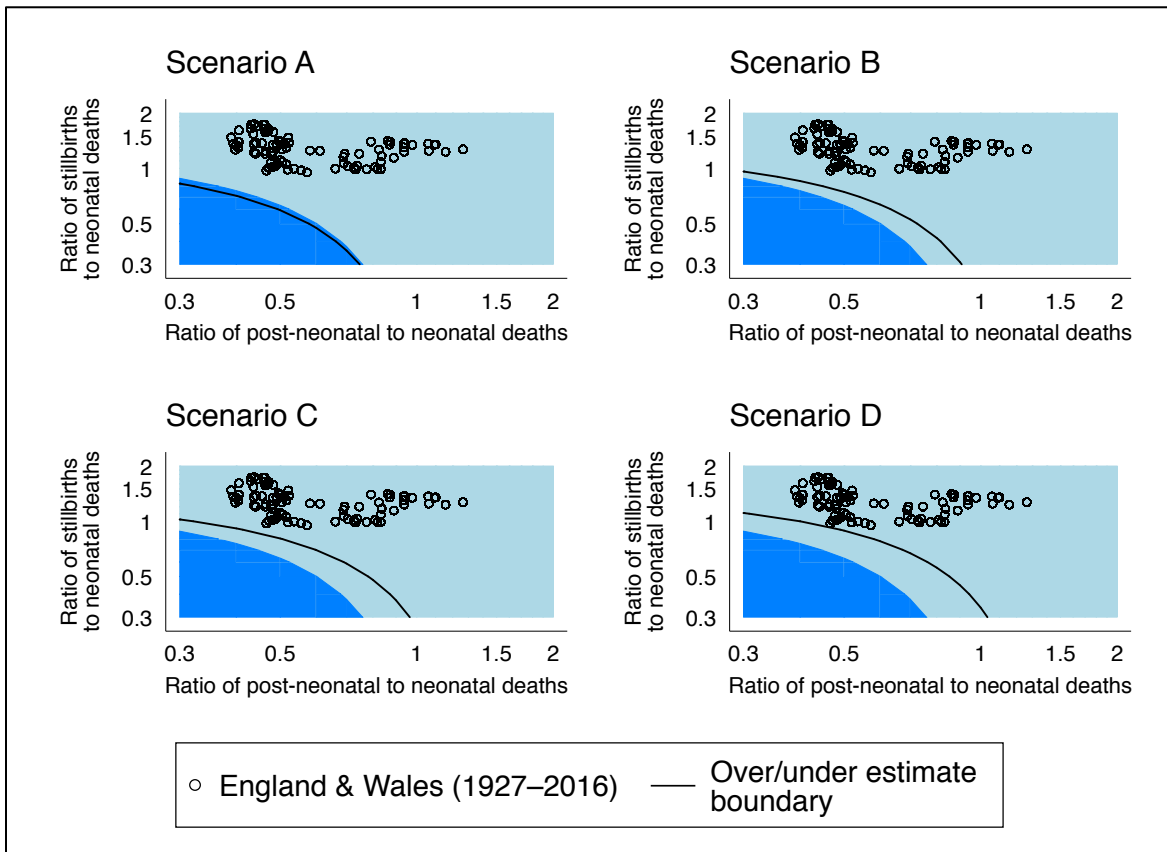 Scenario A
Ratio of stillbirths
to neonatal deaths
2
1.5
1
0.5
0.3
0.3 0.5 1 1.5 2
Ratio of post-neonatal to neonatal deaths
Scenario B
Ratio of stillbirths
to neonatal deaths
2
1.5
1
0.5
0.3
0.3 0.5 1 1.5 2
Ratio of post-neonatal to neonatal deaths
Scenario C
Ratio of stillbirths
to neonatal deaths
2
1.5
1
0.5
0.3
0.3 0.5 1 1.5 2
Ratio of post-neonatal to neonatal deaths
Scenario D
Ratio of stillbirths
to neonatal deaths
2
1.5
1
0.5
0.3
0.3 0.5 1 1.5 2
Ratio of post-neonatal to neonatal deaths
England & Wales (1927–2016)
Over/under estimate
boundary